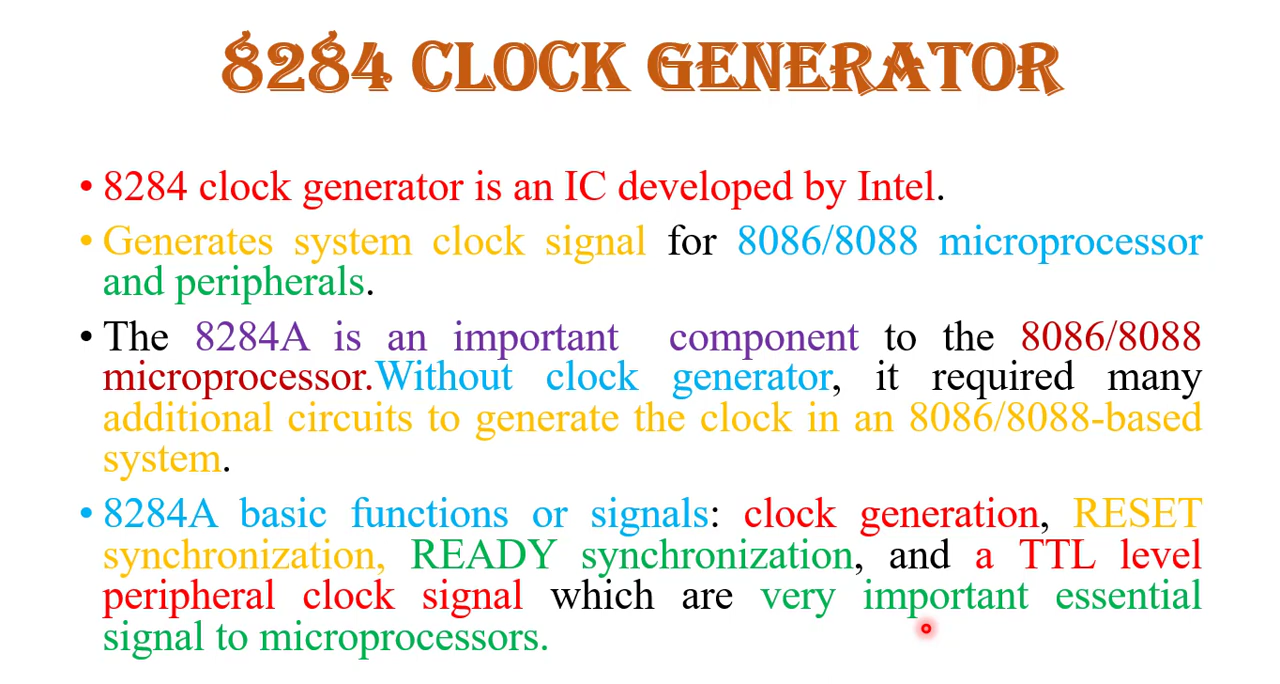 8284 CLOCK GENERATOR
• 8284 clock generator is an IC developed by Intel.
• Generates system clock signal for 8086/8088 microprocessor
and peripherals.
• The 8284A is an important component to the 8086/8088
microprocessor.Without clock generator, it required many
additional circuits to generate the clock in an 8086/8088-based
system.
• 8284A basic functions or signals: clock generation, RESET
synchronization, READY synchronization, and a TTL level
peripheral clock signal which are very important essential
signal to microprocessors.